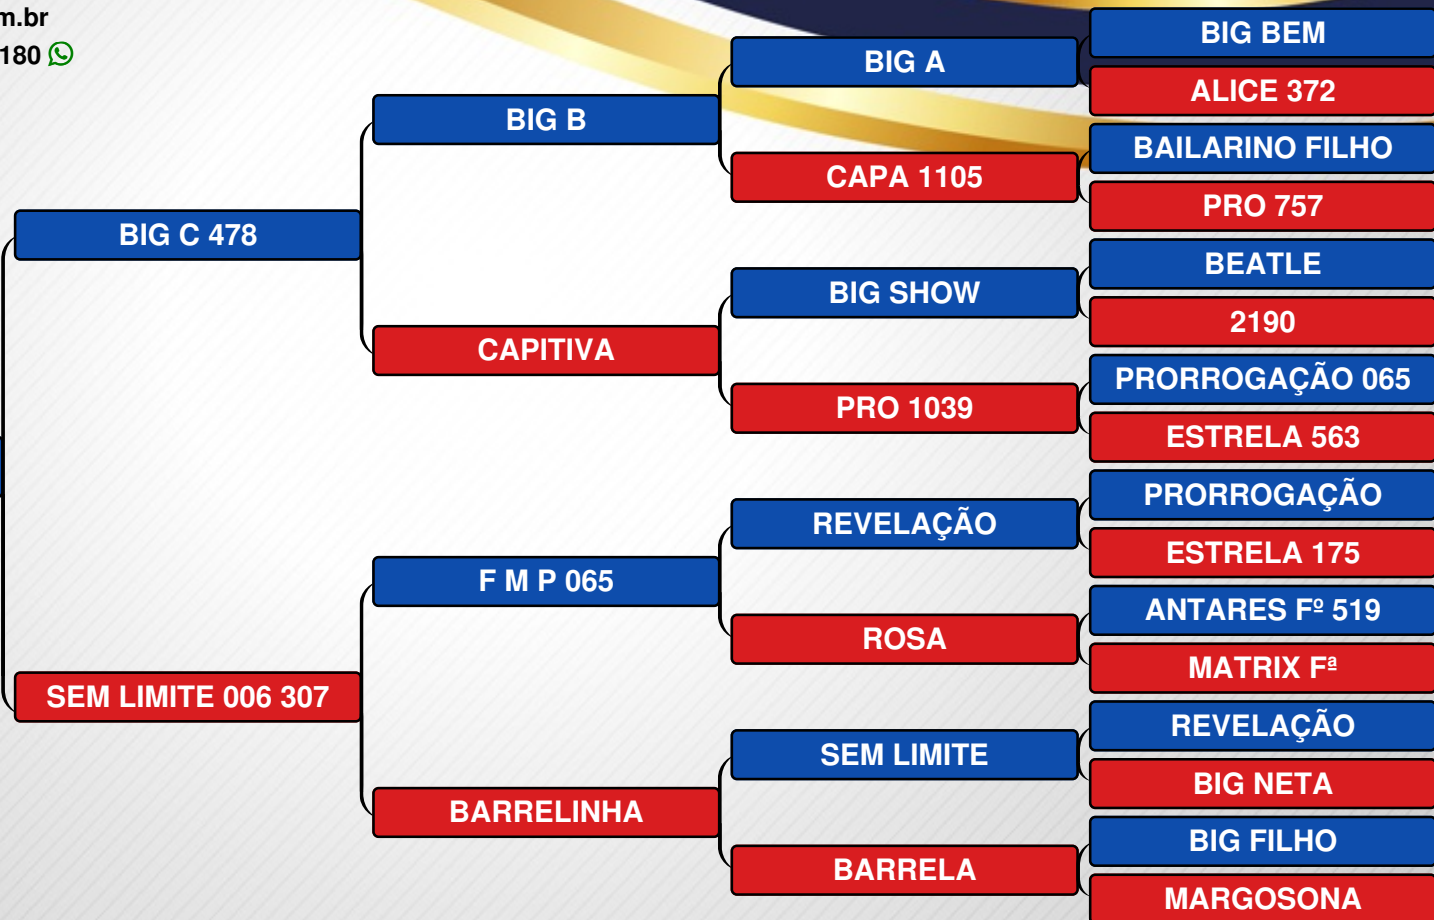 m.br
180
BIG C 478
SEM LIMITE 006 307
BIG B
CAPITIVA
F M P 065
BARRELINHA
BIG A
CAPA 1105
BIG SHOW
PRO 1039
REVELAÇÃO
ROSA
SEM LIMITE
BARRELA
BIG BEM
ALICE 372
BAILARINO FILHO
PRO 757
BEATLE
2190
PRORROGAÇÃO 065
ESTRELA 563
PRORROGAÇÃO
ESTRELA 175
ANTARES Fº 519
MATRIX Fª
REVELAÇÃO
BIG NETA
BIG FILHO
MARGOSONA